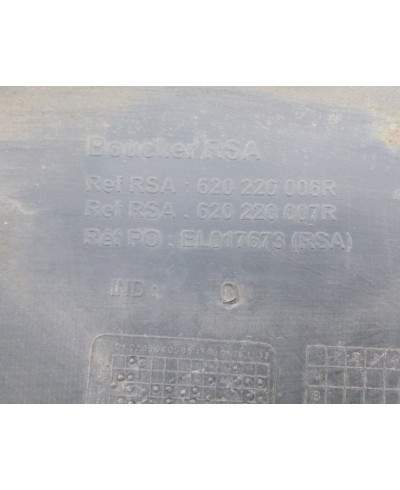 Bouclier RSA
Ref RSA : 620 220 006R
Ref RSA : 620 220 007R
Ref PO : EL017673 (RSA)
IND : D